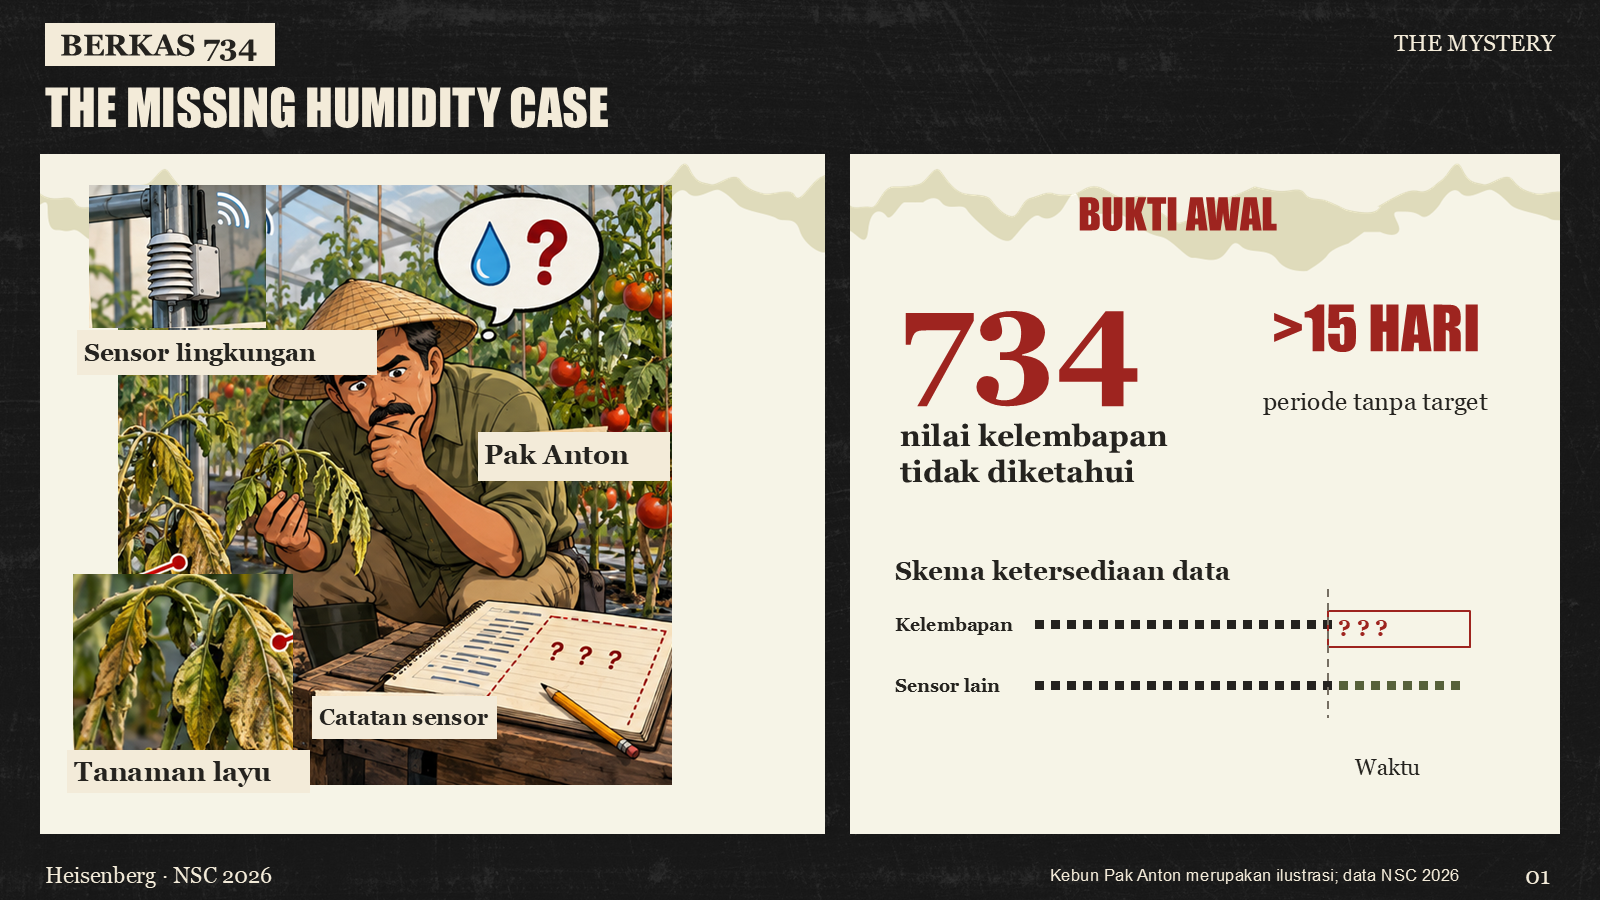 BERKAS 734
THE MYSTERY
THE MISSING HUMIDITY CASE
?
Sensor lingkungan
Pak Anton
? ? ?
Catatan sensor
Tanaman layu
BUKTI AWAL
734
nilai kelembapan
tidak diketahui
>15 HARI
periode tanpa target
Skema ketersediaan data
Kelembapan
? ? ?
Sensor lain
Waktu
Heisenberg · NSC 2026
Kebun Pak Anton merupakan ilustrasi; data NSC 2026
01